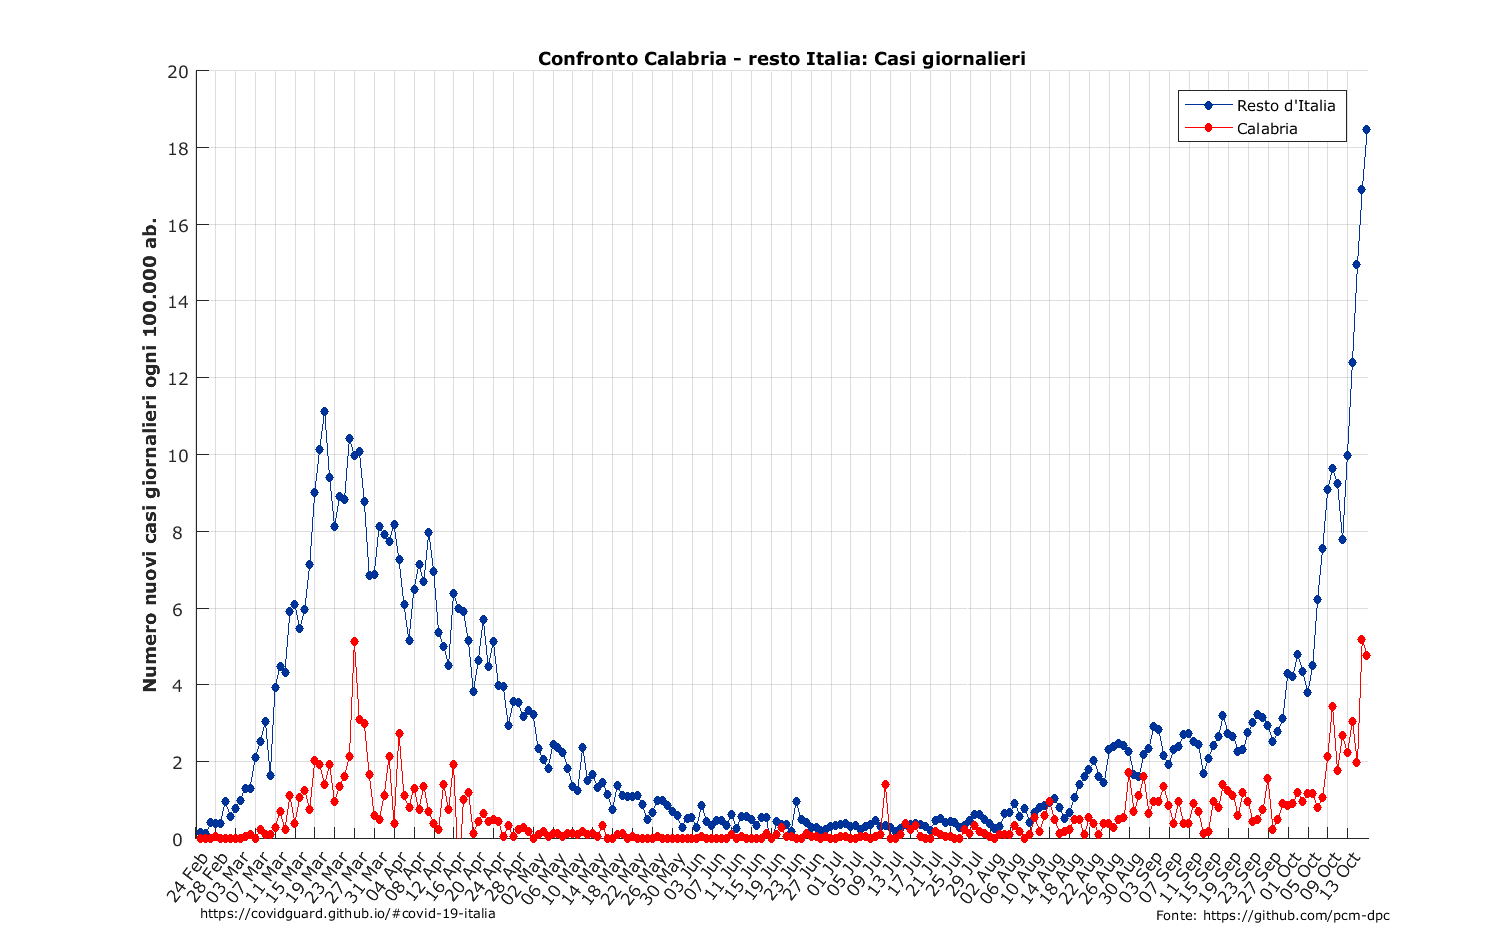 Confronto Calabria - resto Italia: Casi giornalieri
Resto d'Italia
Calabria
Numero nuovi casi giornalieri ogni 100.000 ab.
20
18
16
14
12
10
8
6
4
2
0
24 Feb
28 Feb
03 Mar
07 Mar
11 Mar
15 Mar
19 Mar
23 Mar
27 Mar
31 Mar
04 Apr
08 Apr
12 Apr
16 Apr
20 Apr
24 Apr
28 Apr
02 May
06 May
10 May
14 May
18 May
22 May
26 May
30 May
03 Jun
07 Jun
11 Jun
15 Jun
19 Jun
23 Jun
27 Jun
01 Jul
05 Jul
09 Jul
13 Jul
17 Jul
21 Jul
25 Jul
29 Jul
02 Aug
06 Aug
10 Aug
14 Aug
18 Aug
22 Aug
26 Aug
30 Aug
03 Sep
07 Sep
11 Sep
15 Sep
19 Sep
23 Sep
27 Sep
01 Oct
05 Oct
09 Oct
13 Oct
https://covidguard.github.io/#covid-19-italia
Fonte: https://github.com/pcm-dpc